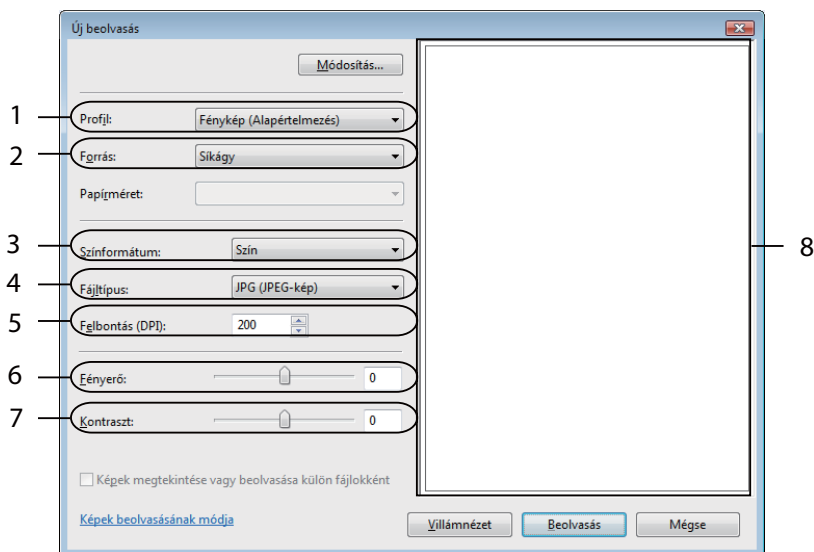 Új beolvasás
Módosítás...
1 Profil: Fénykép (Alapértelmezés)
2 Forrás: Síkágy
Papírméret:
3 Színformátum: Szín
8
4 Fájltípus: JPG (JPEG-kép)
5 Felbontás (DPI): 200
6 Fényerő: 0
7 Kontraszt: 0
Képek megtekintése vagy beolvasása külön fájlokként
Képek beolvasásának módja
Villámnézet Beolvasás Mégse